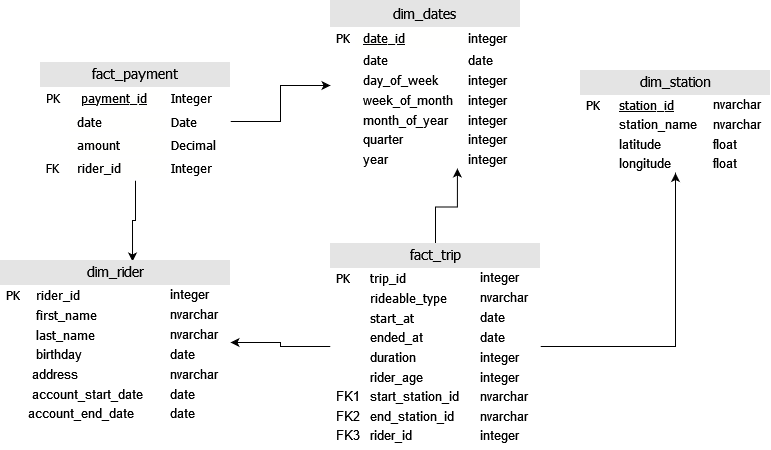 dim_dates
PK date_id integer
date date
day_of_week integer
week_of_month integer
month_of_year integer
quarter integer
year integer
fact_payment
PK payment_id Integer
date Date
amount Decimal
FK rider_id Integer
dim_station
PK station_id nvarchar
station_name nvarchar
latitude float
longitude float
dim_rider
PK rider_id integer
first_name nvarchar
last_name nvarchar
birthday date
address nvarchar
account_start_date date
account_end_date date
fact_trip
PK trip_id integer
rideable_type nvarchar
start_at date
ended_at date
duration integer
rider_age integer
FK1 start_station_id nvarchar
FK2 end_station_id nvarchar
FK3 rider_id integer